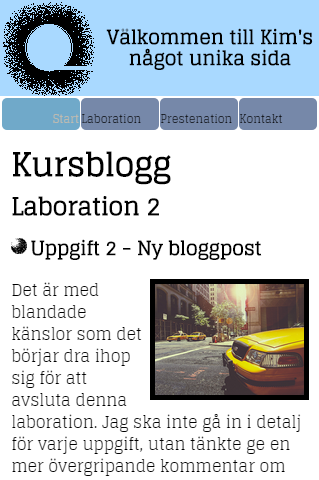 Välkommen till Kim's
något unika sida
Start Laboration Prestenation Kontakt
Kursblogg
Laboration 2
Uppgift 2 - Ny bloggpost
Det är med
blandade
känslor som det
börjar dra ihop
sig för att
avsluta denna
laboration. Jag ska inte gå in i detalj
för varje uppgift, utan tänkte ge en
mer övergripande kommentar om